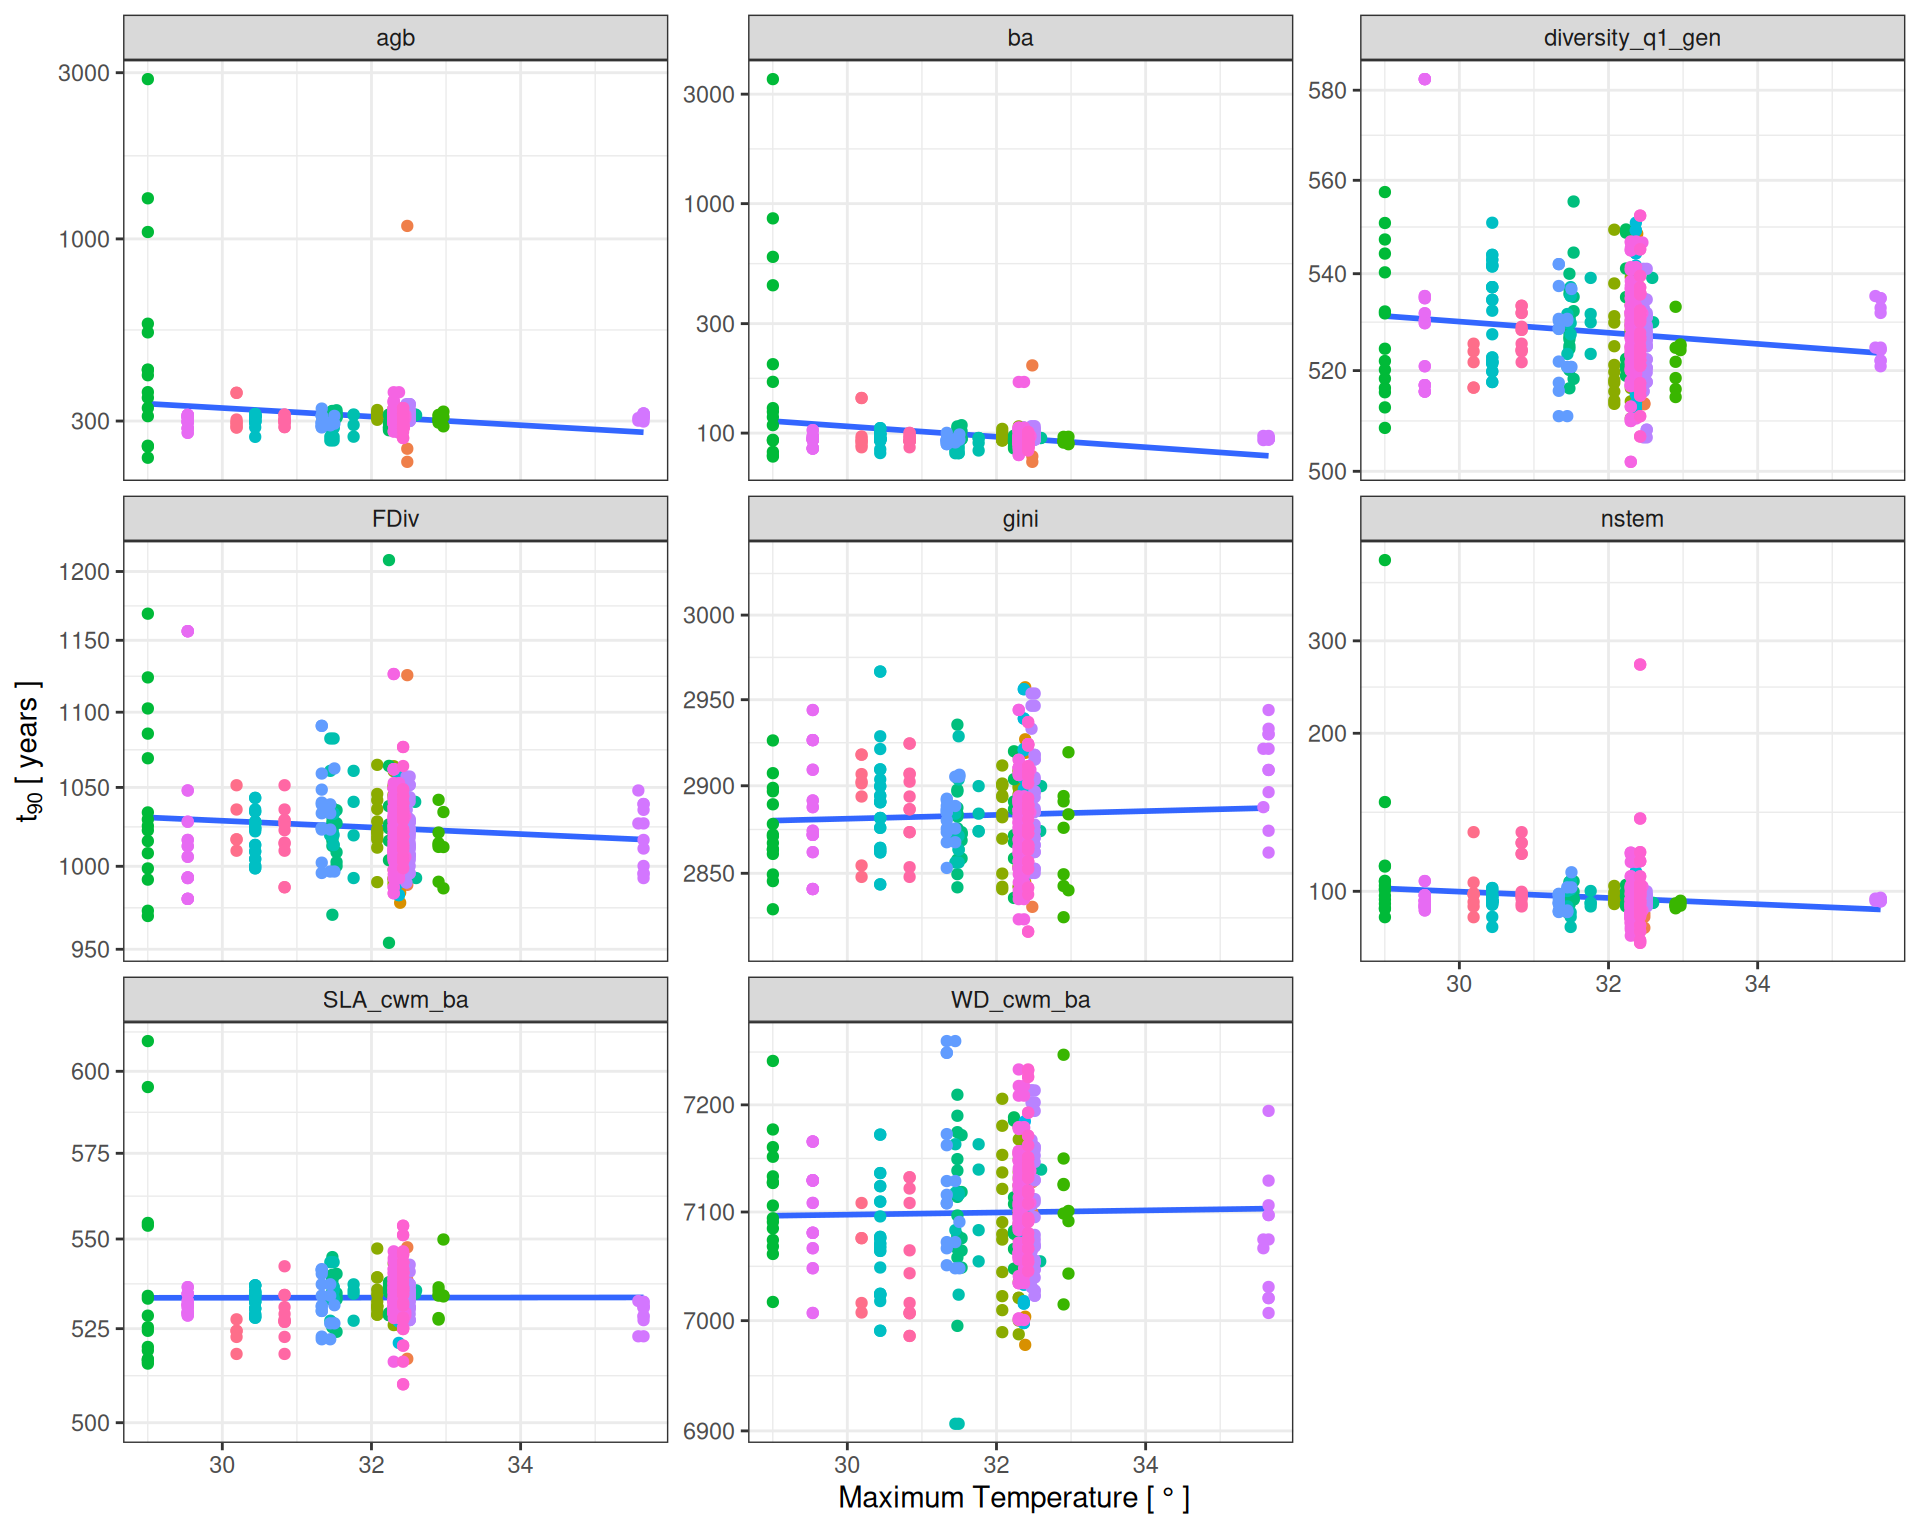 agb
ba
diversity_q1_gen
3000
1000
300
3000
1000
300
100
580
560
540
520
500
FDiv
gini
nstem
1200
1150
1100
1050
1000
950
3000
2950
2900
2850
300
200
100
30 32 34
SLA_cwm_ba
WD_cwm_ba
600
575
550
525
500
7200
7100
7000
6900
30 32 34
30 32 34
t90 [ years ]
Maximum Temperature [ ° ]